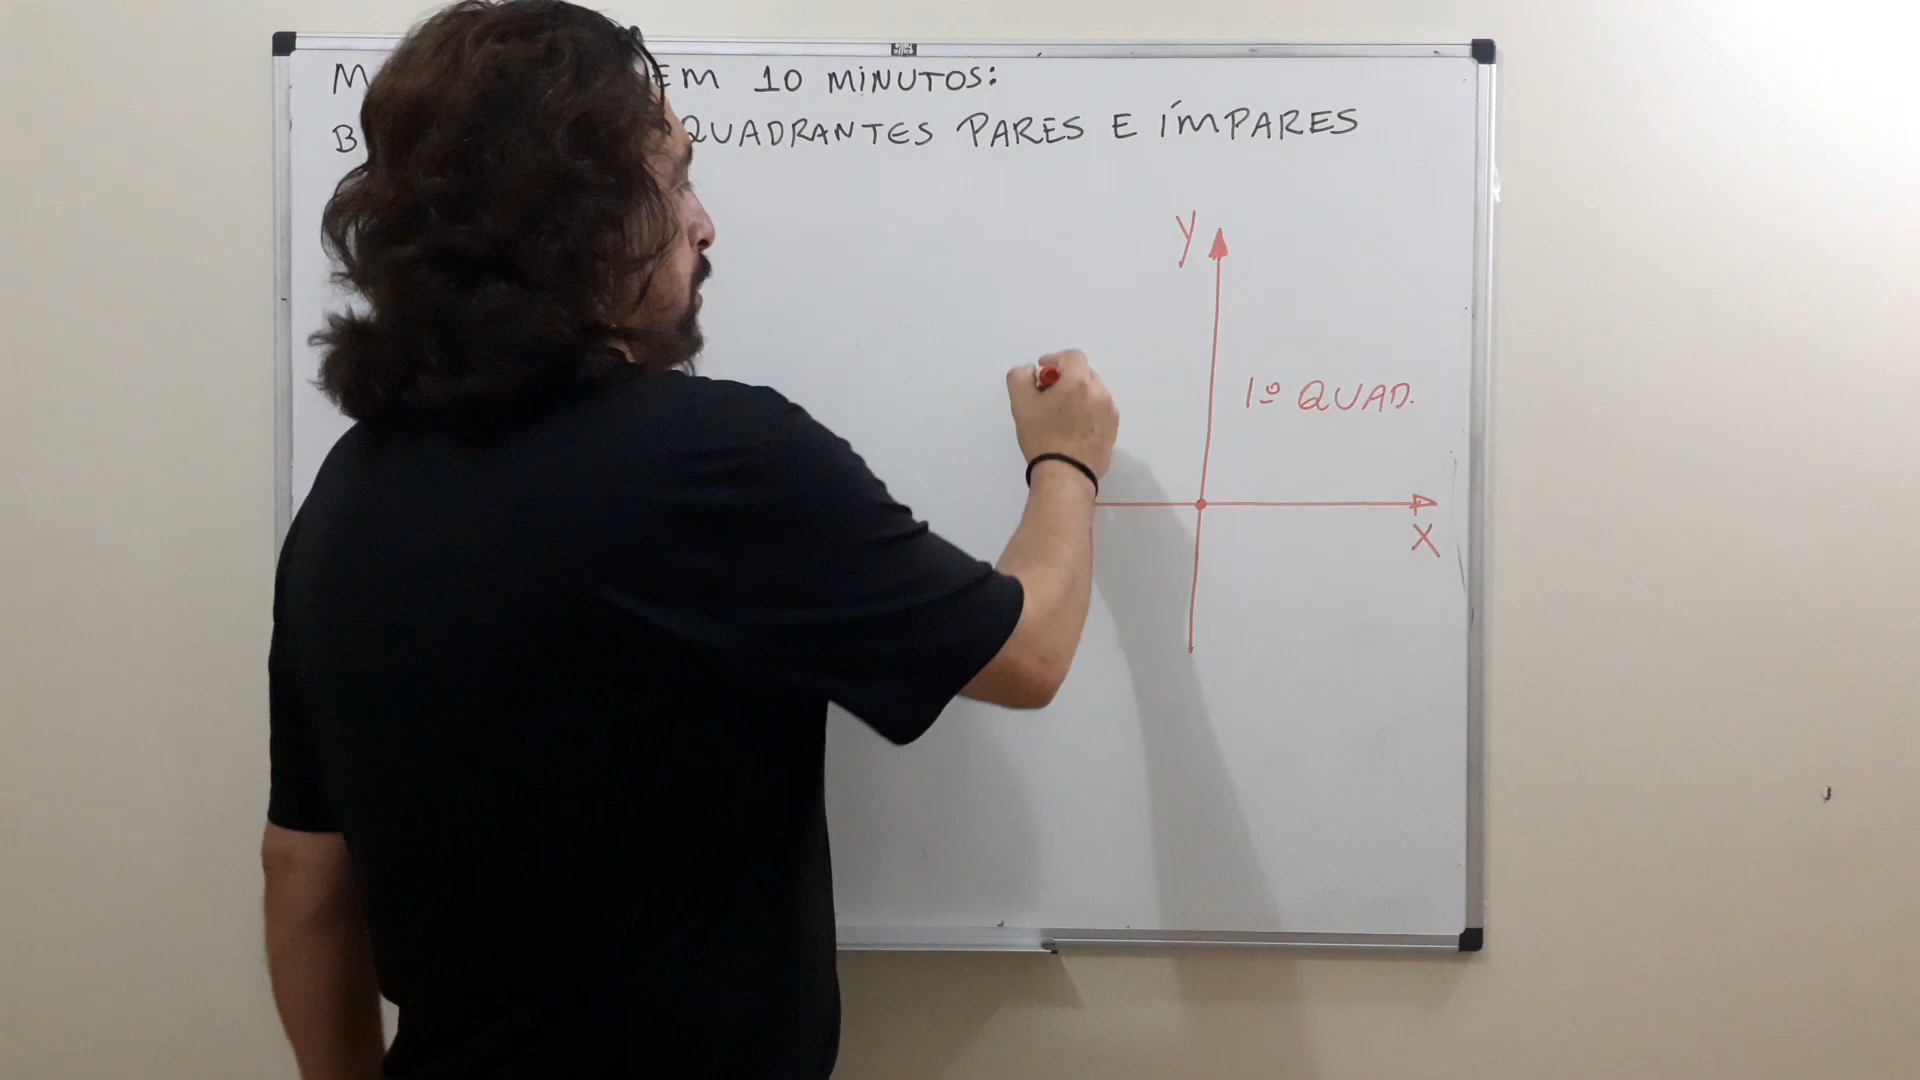 M EM 10 MINUTOS:
B QUADRANTES PARES E ÍMPARES
y
1º QUAD.
X